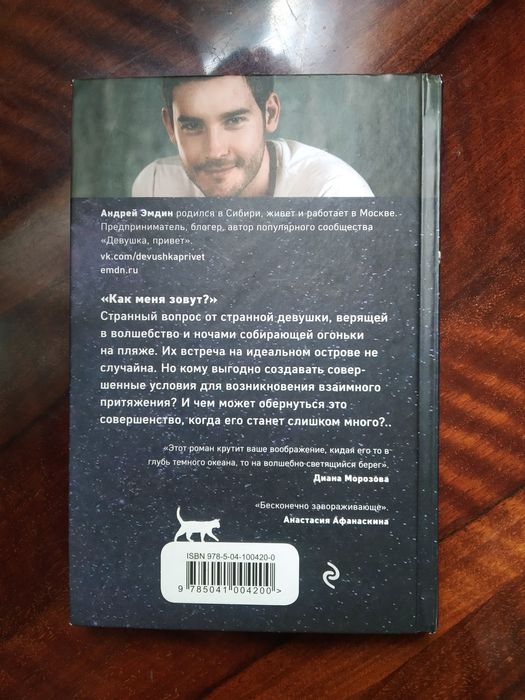 Андрей Эмдин родился в Сибири, живет и работает в Москве.
Предприниматель, блогер, автор популярного сообщества
«Девушка, привет».
vk.com/devushkaprivet
emdn.ru
«Как меня зовут?»
Странный вопрос от странной девушки, верящей
в волшебство и ночами собирающей огоньки
на пляже. Их встреча на идеальном острове не
случайна. Но кому выгодно создавать совер-
шенные условия для возникновения взаимного
притяжения? И чем может обернуться это
совершенство, когда его станет слишком много?..
«Этот роман крутит ваше воображение, кидая его то в
глубь темного океана, то на волшебно-светящийся берег».
Диана Морозова
«Бесконечно завораживающе».
Анастасия Афанаскина
ISBN 978-5-04-100420-0
9 785041 004200>